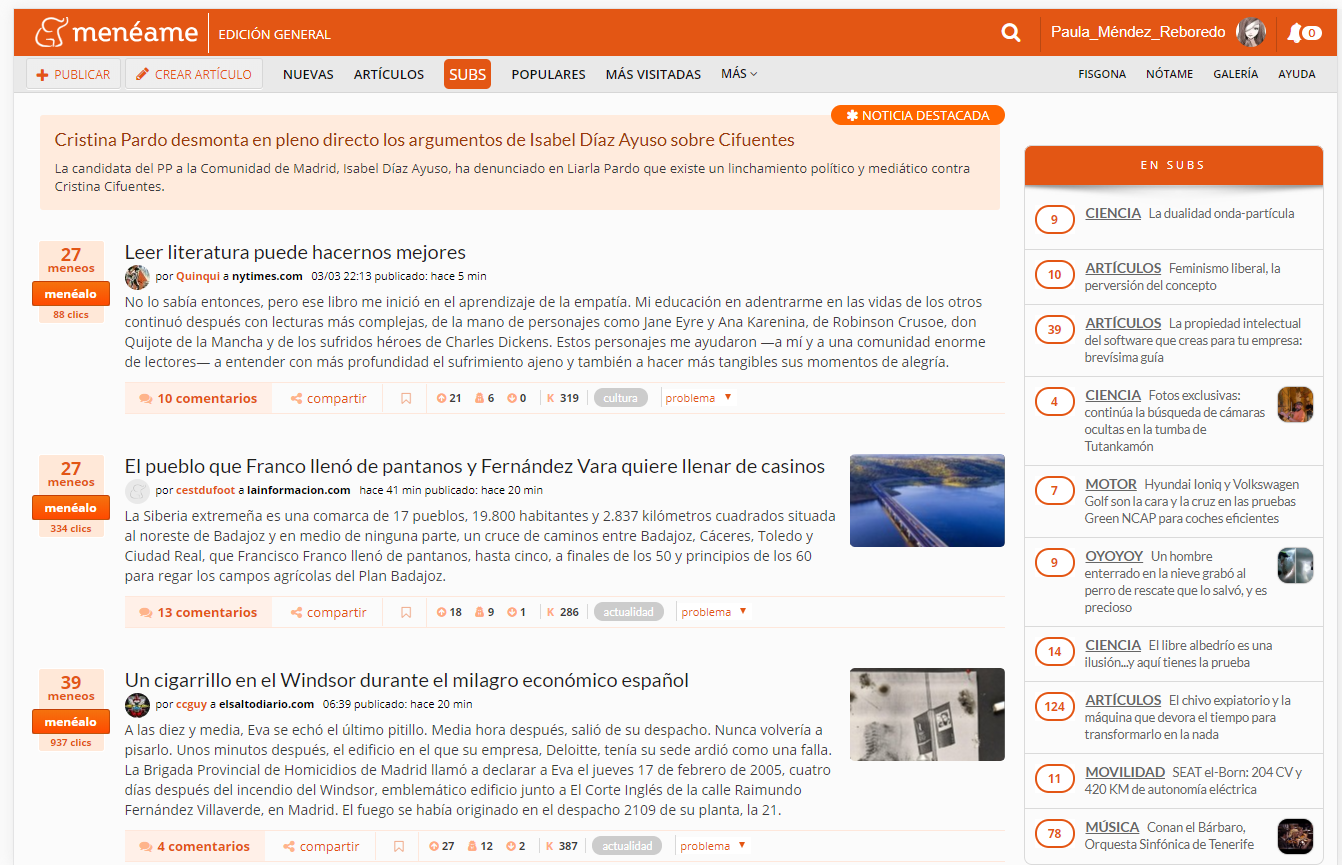 menéame
EDICIÓN GENERAL
Paula_Méndez_Reboredo
0
PUBLICAR
CREAR ARTÍCULO
NUEVAS
ARTÍCULOS
SUBS
POPULARES
MÁS VISITADAS
MÁS
FISGONA
NÓTAME
GALERÍA
AYUDA
✱ NOTICIA DESTACADA
Cristina Pardo desmonta en pleno directo los argumentos de Isabel Díaz Ayuso sobre Cifuentes
La candidata del PP a la Comunidad de Madrid, Isabel Díaz Ayuso, ha denunciado en Liarla Pardo que existe un linchamiento político y mediático contra
Cristina Cifuentes.
27
meneos
menéalo
88 clics
Leer literatura puede hacernos mejores
por Quinqui a nytimes.com 03/03 22:13 publicado: hace 5 min
No lo sabía entonces, pero ese libro me inició en el aprendizaje de la empatía. Mi educación en adentrarme en las vidas de los otros
continuó después con lecturas más complejas, de la mano de personajes como Jane Eyre y Ana Karenina, de Robinson Crusoe, don
Quijote de la Mancha y de los sufridos héroes de Charles Dickens. Estos personajes me ayudaron —a mí y a una comunidad enorme
de lectores— a entender con más profundidad el sufrimiento ajeno y también a hacer más tangibles sus momentos de alegría.
10 comentarios compartir 21 6 0 K 319 cultura problema
27
meneos
menéalo
334 clics
El pueblo que Franco llenó de pantanos y Fernández Vara quiere llenar de casinos
por cestdufoot a lainformacion.com hace 41 min publicado: hace 20 min
La Siberia extremeña es una comarca de 17 pueblos, 19.800 habitantes y 2.837 kilómetros cuadrados situada
al noreste de Badajoz y en medio de ninguna parte, un cruce de caminos entre Badajoz, Cáceres, Toledo y
Ciudad Real, que Francisco Franco llenó de pantanos, hasta cinco, a finales de los 50 y principios de los 60
para regar los campos agrícolas del Plan Badajoz.
13 comentarios compartir 18 9 1 K 286 actualidad problema
39
meneos
menéalo
937 clics
Un cigarrillo en el Windsor durante el milagro económico español
por ccguy a elsaltodiario.com 06:39 publicado: hace 20 min
A las diez y media, Eva se echó el último pitillo. Media hora después, salió de su despacho. Nunca volvería a
pisarlo. Unos minutos después, el edificio en el que su empresa, Deloitte, tenía su sede ardió como una falla.
La Brigada Provincial de Homicidios de Madrid llamó a declarar a Eva el jueves 17 de febrero de 2005, cuatro
días después del incendio del Windsor, emblemático edificio junto a El Corte Inglés de la calle Raimundo
Fernández Villaverde, en Madrid. El fuego se había originado en el despacho 2109 de su planta, la 21.
4 comentarios compartir 27 12 2 K 387 actualidad problema
EN SUBS
9 CIENCIA La dualidad onda-partícula
10 ARTÍCULOS Feminismo liberal, la
perversión del concepto
39 ARTÍCULOS La propiedad intelectual
del software que creas para tu empresa:
brevísima guía
4 CIENCIA Fotos exclusivas:
continúa la búsqueda de cámaras
ocultas en la tumba de
Tutankamón
7 MOTOR Hyundai Ioniq y Volkswagen
Golf son la cara y la cruz en las pruebas
Green NCAP para coches eficientes
9 OYOYOY Un hombre
enterrado en la nieve grabó al
perro de rescate que lo salvó, y es
precioso
14 CIENCIA El libre albedrío es una
ilusión...y aquí tienes la prueba
124 ARTÍCULOS El chivo expiatorio y la
máquina que devora el tiempo para
transformarlo en la nada
11 MOVILIDAD SEAT el-Born: 204 CV y
420 KM de autonomía eléctrica
78 MÚSICA Conan el Bárbaro,
Orquesta Sinfónica de Tenerife